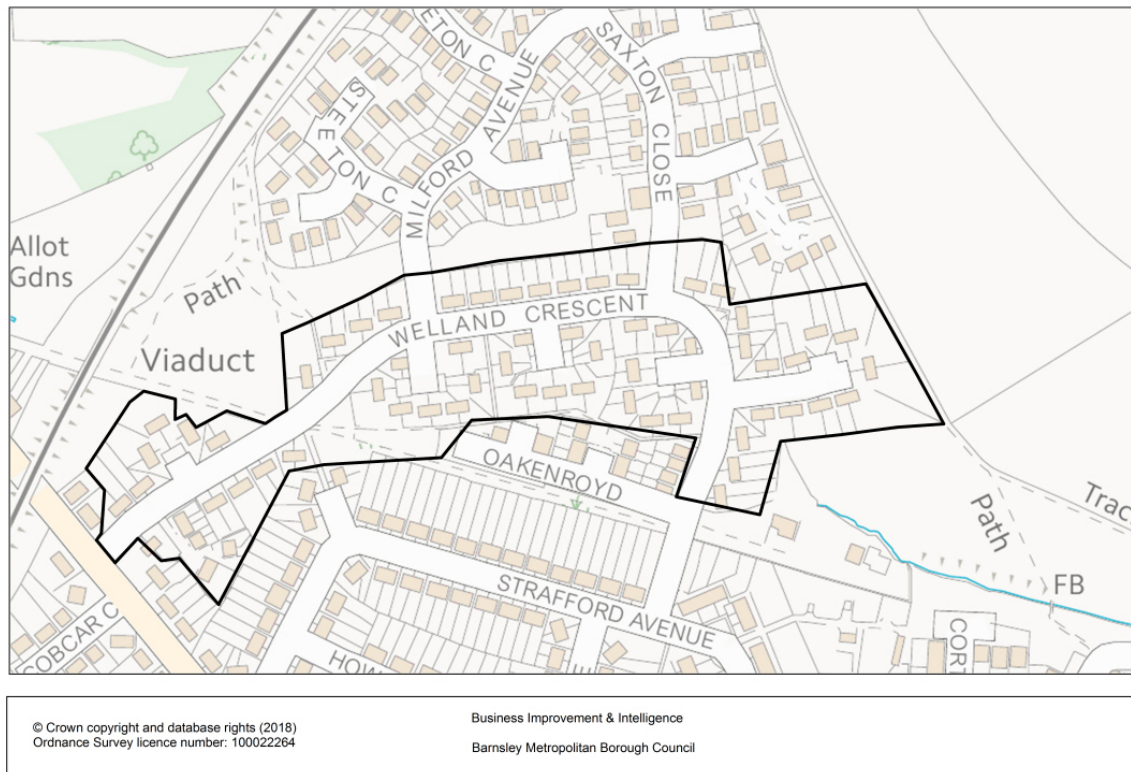 ETON C
SAXTON CLOSE
STEETON C
MILFORD AVENUE
Allot
Gdns
Path
WELLAND CRESCENT
Viaduct
OAKENROYD
Path
Trac
STRAFFORD AVENUE
FB
COBCAR C
HOW
CORT
© Crown copyright and database rights (2018)
Ordnance Survey licence number: 100022264
Business Improvement & Intelligence
Barnsley Metropolitan Borough Council